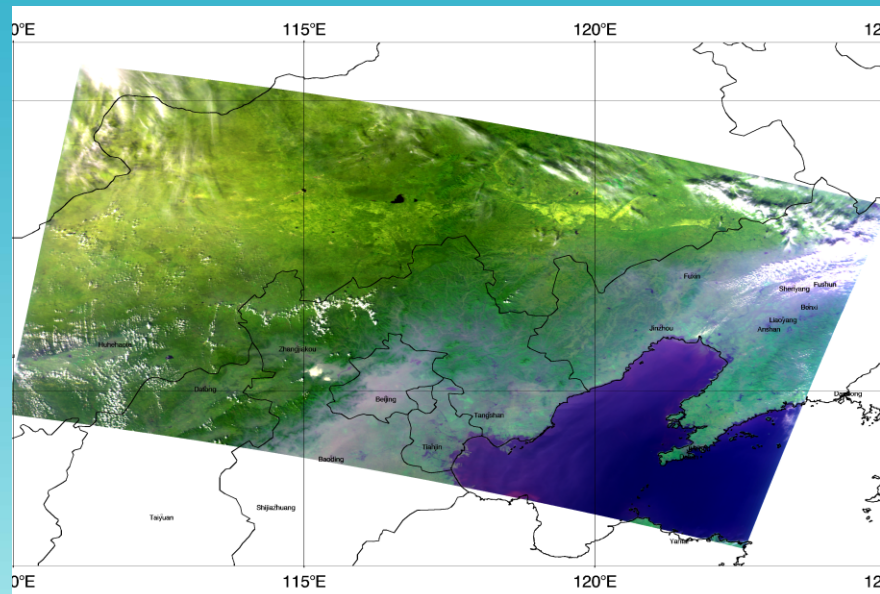 0°E 115°E 120°E 12
Fuxin
Shenyang Fushun
Benxi
Liaoyang
Anshan
Jinzhou
Huhehaote
Zhangjiakou
Datong
Beijing
Tangshan
Tianjin
Baoding
Dandong
Shijiazhuang
Taiyuan
Yantai
0°E 115°E 120°E 12